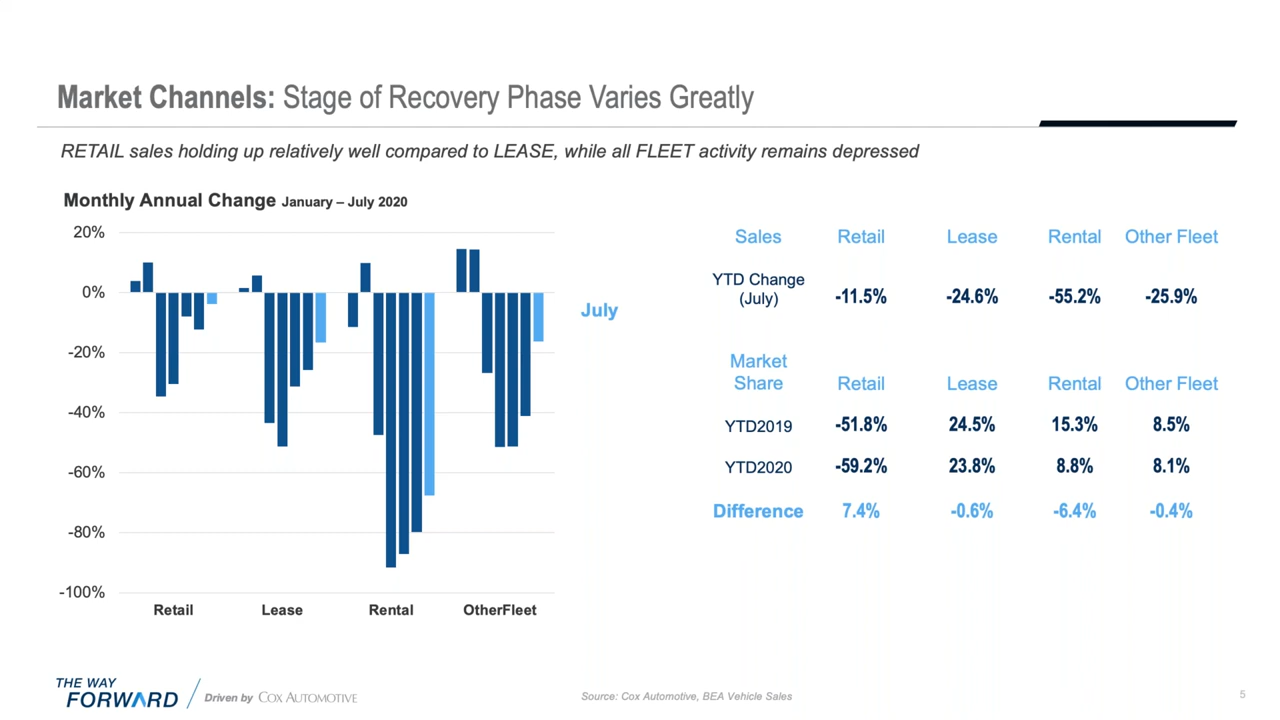 Market Channels: Stage of Recovery Phase Varies Greatly
RETAIL sales holding up relatively well compared to LEASE, while all FLEET activity remains depressed
Monthly Annual Change January – July 2020
20%
0%
-20%
-40%
-60%
-80%
-100%
Retail Lease Rental OtherFleet
July
Sales Retail Lease Rental Other Fleet
YTD Change
(July) -11.5% -24.6% -55.2% -25.9%
Market
Share Retail Lease Rental Other Fleet
YTD2019 -51.8% 24.5% 15.3% 8.5%
YTD2020 -59.2% 23.8% 8.8% 8.1%
Difference 7.4% -0.6% -6.4% -0.4%
THE WAY
FORWARD Driven by COX AUTOMOTIVE
Source: Cox Automotive, BEA Vehicle Sales
5